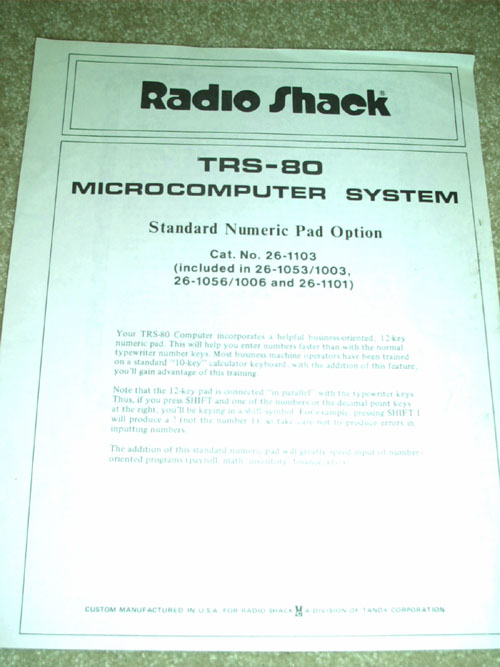 Radio Shack®
TRS-80
MICROCOMPUTER SYSTEM
Standard Numeric Pad Option
Cat. No. 26-1103
(included in 26-1053/1003,
26-1056/1006 and 26-1101)
Your TRS-80 Computer incorporates a helpful business-oriented, 12-key
numeric pad. This will help you enter numbers faster than with the normal
typewriter number keys. Most business machine operators have been trained
on a standard "10-key" calculator keyboard; with the addition of this feature,
you'll gain advantage of this training.
Note that the 12-key pad is connected "in parallel" with the typewriter keys.
Thus, if you press SHIFT and one of the numbers or the decimal point keys
at the right, you'll be keying in a shift symbol. For example, pressing SHIFT 1
will produce a ! (not the number 1); so take care not to produce errors in
inputting numbers.
The addition of this standard numeric pad will greatly speed input of number-
oriented programs (payroll, math, inventory, finance, etc.)
CUSTOM MANUFACTURED IN U.S.A. FOR RADIO SHACK A DIVISION OF TANDY CORPORATION